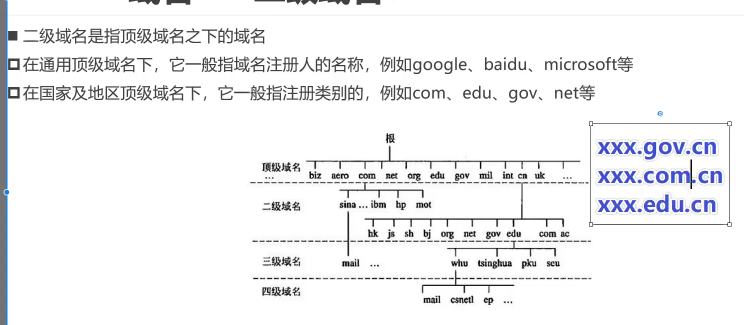 ■ 二级域名是指顶级域名之下的域名
在通用顶级域名下，它一般指域名注册人的名称，例如google、baidu、microsoft等
在国家及地区顶级域名下，它一般指注册类别的，例如com、edu、gov、net等
根
顶级域名
biz aero com net org edu gov mil int cn uk ...
二级域名
sina ... ibm hp mot
hk js sh bj org net gov edu com ac
三级域名
mail ... whu tsinghua pku scu
四级域名
mail csnetl ep ...
xxx.gov.cn
xxx.com.cn
xxx.edu.cn